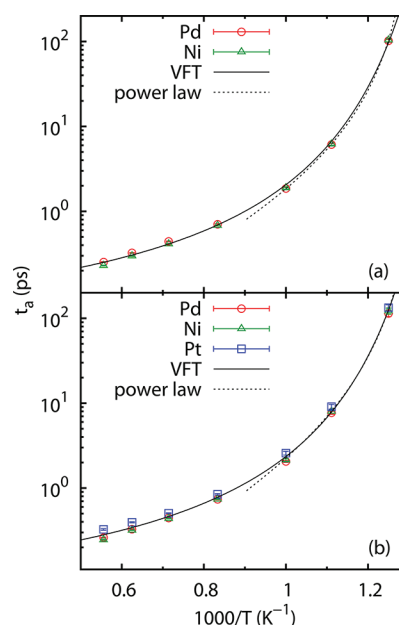 10²
10¹
10⁰
Pd
Ni
VFT
power law
(a)
tₐ (ps)
10²
10¹
10⁰
Pd
Ni
Pt
VFT
power law
(b)
0.6 0.8 1 1.2
1000/T (K⁻¹)